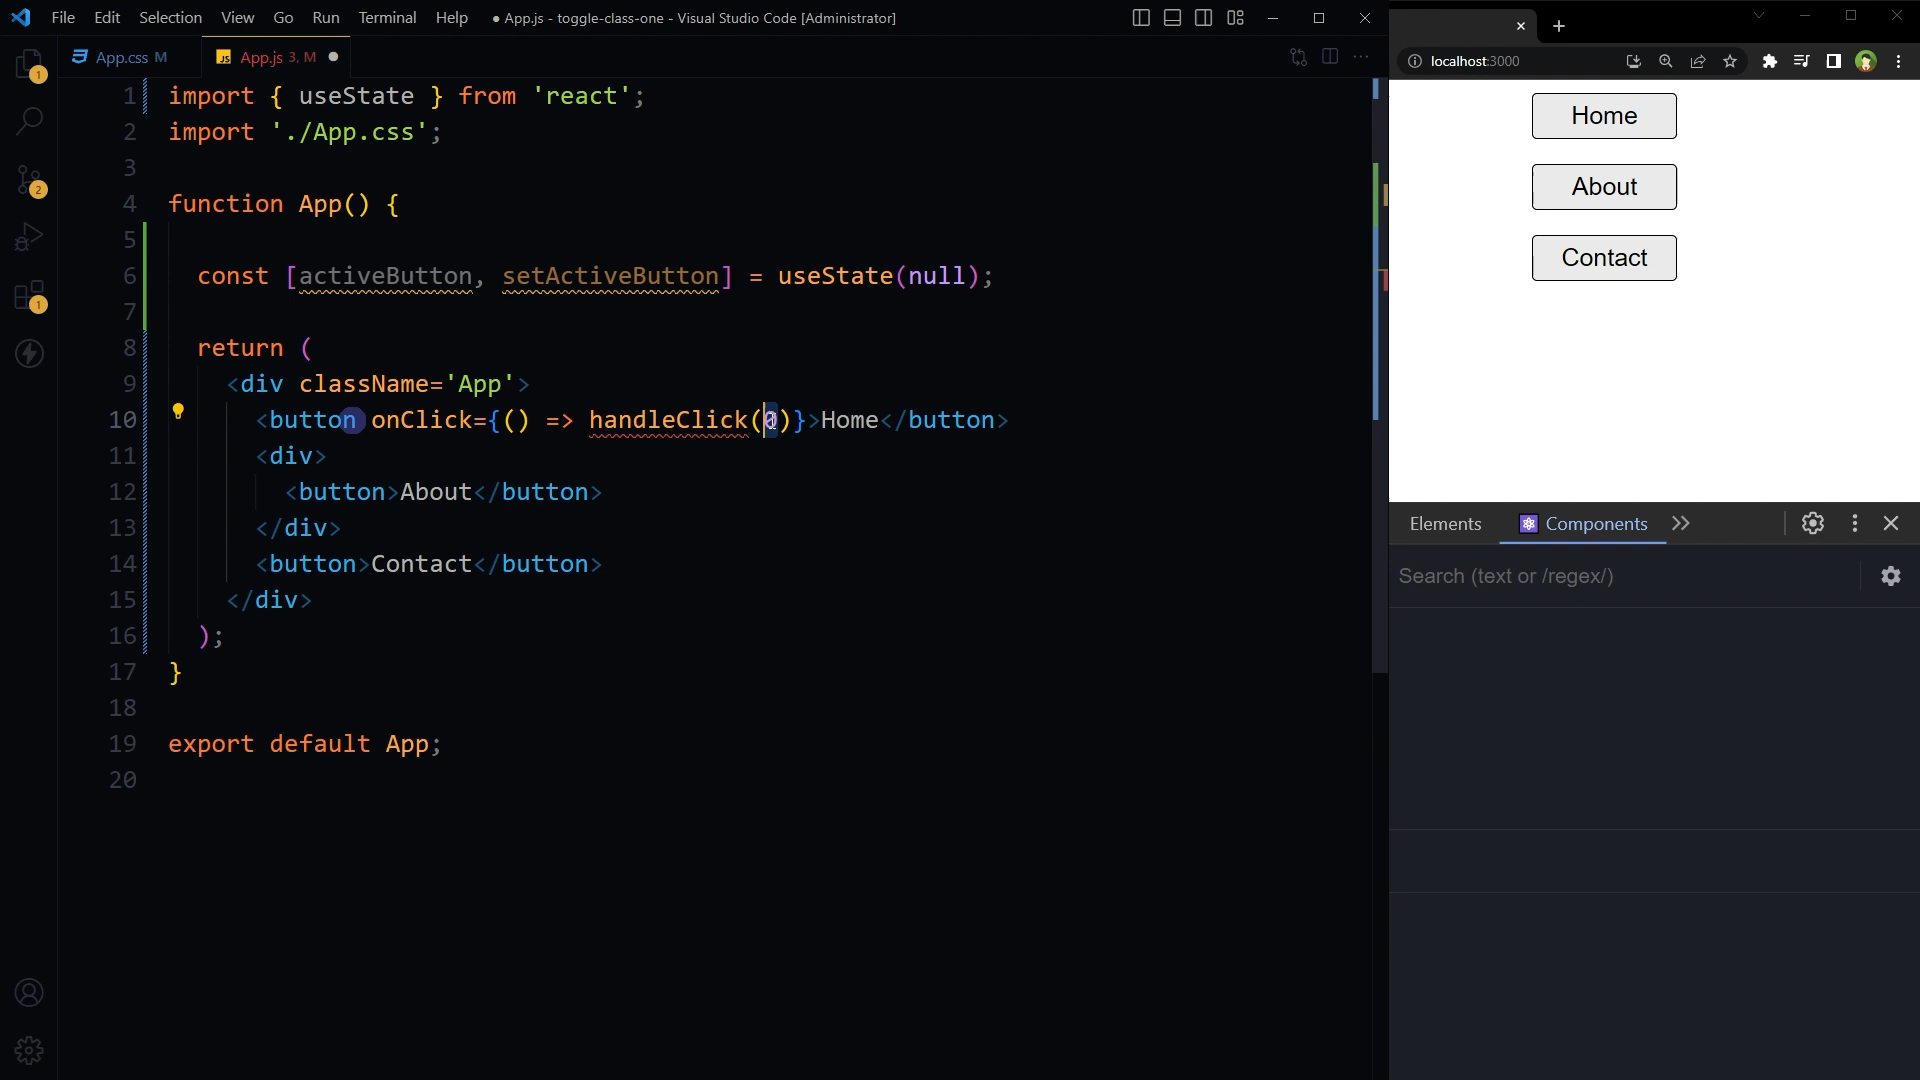 File Edit Selection View Go Run Terminal Help ● App.js - toggle-class-one - Visual Studio Code [Administrator]
App.css M
JS App.js 3, M
1 import { useState } from 'react';
2 import './App.css';
3
4 function App() {
5
6 const [activeButton, setActiveButton] = useState(null);
7
8 return (
9 <div className='App'>
10 <button onClick={() => handleClick(0)}>Home</button>
11 <div>
12 <button>About</button>
13 </div>
14 <button>Contact</button>
15 </div>
16 );
17 }
18
19 export default App;
20
1
2
1
localhost:3000
Home
About
Contact
Elements Components
Search (text or /regex/)